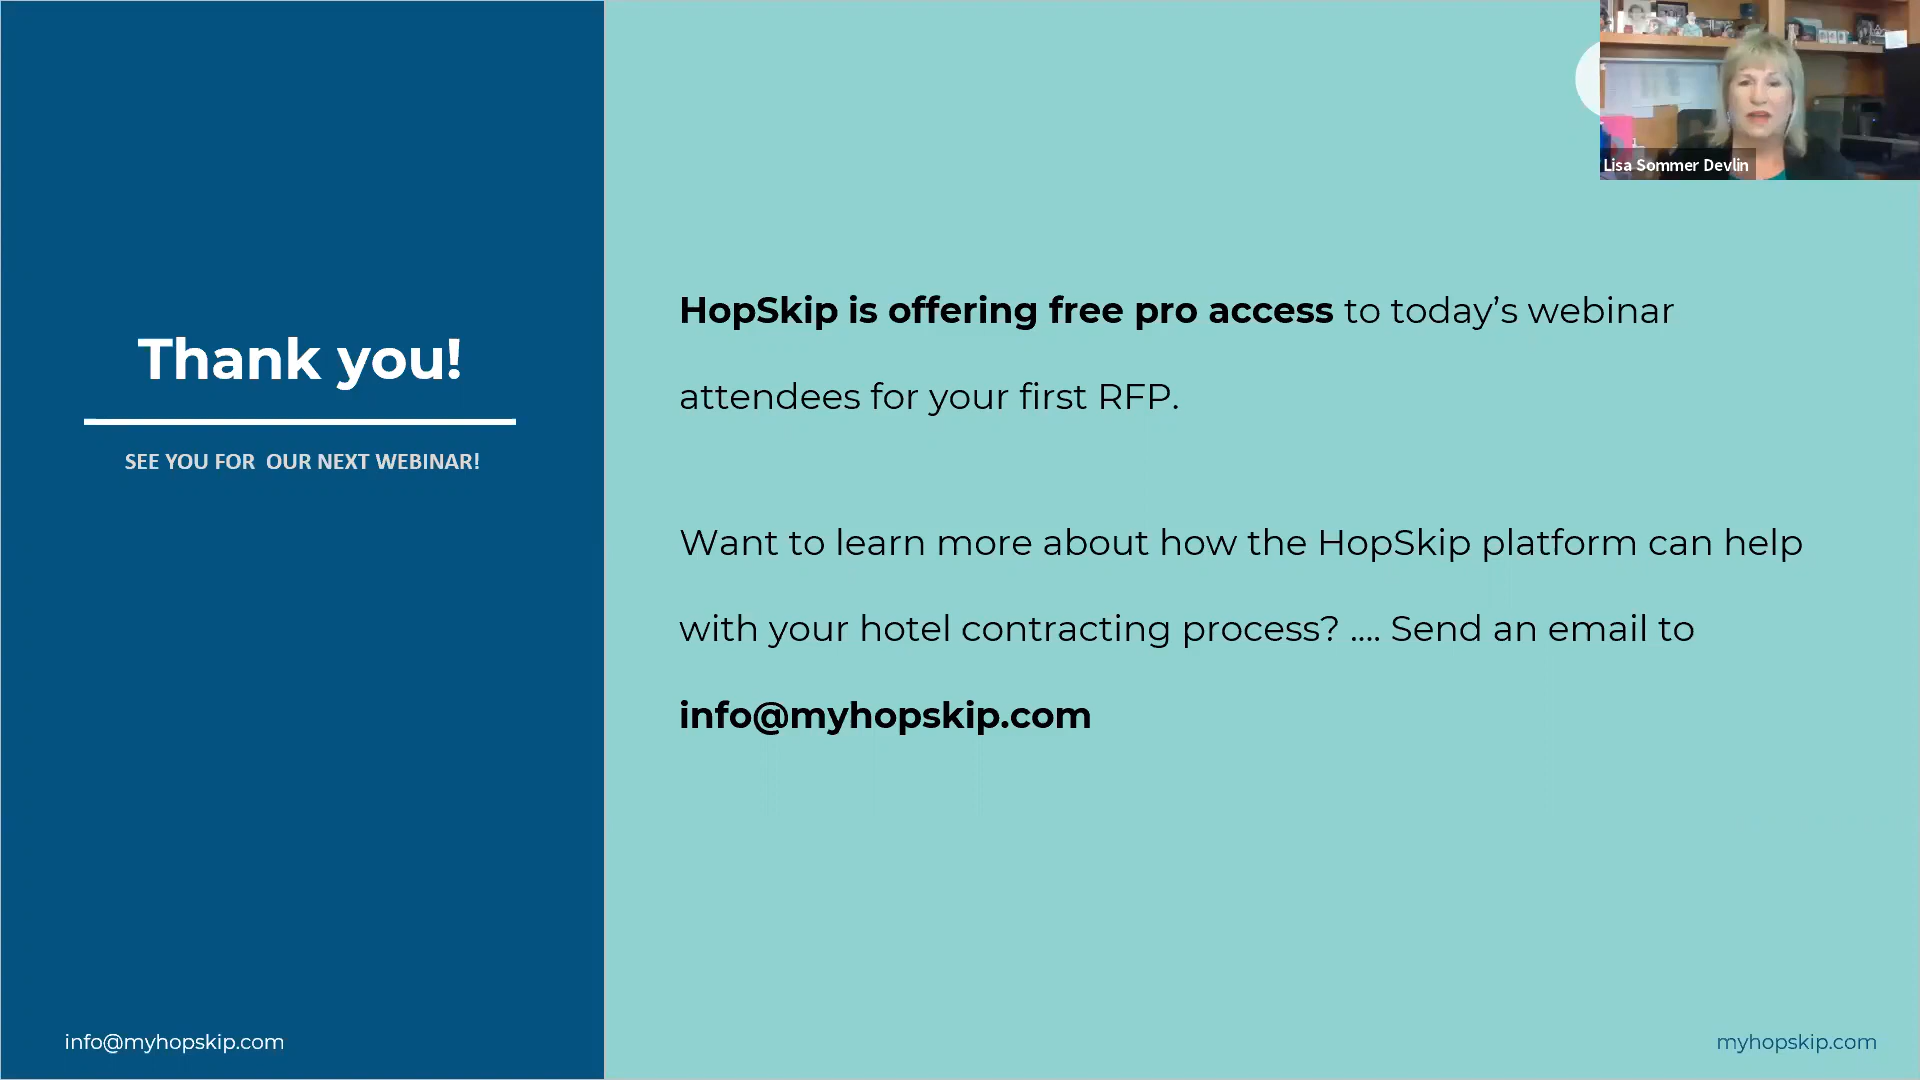 Thank you!
SEE YOU FOR  OUR NEXT WEBINAR!
info@myhopskip.com
Lisa Sommer Devlin
HopSkip is offering free pro access to today’s webinar
attendees for your first RFP.
Want to learn more about how the HopSkip platform can help
with your hotel contracting process? .... Send an email to
info@myhopskip.com
myhopskip.com